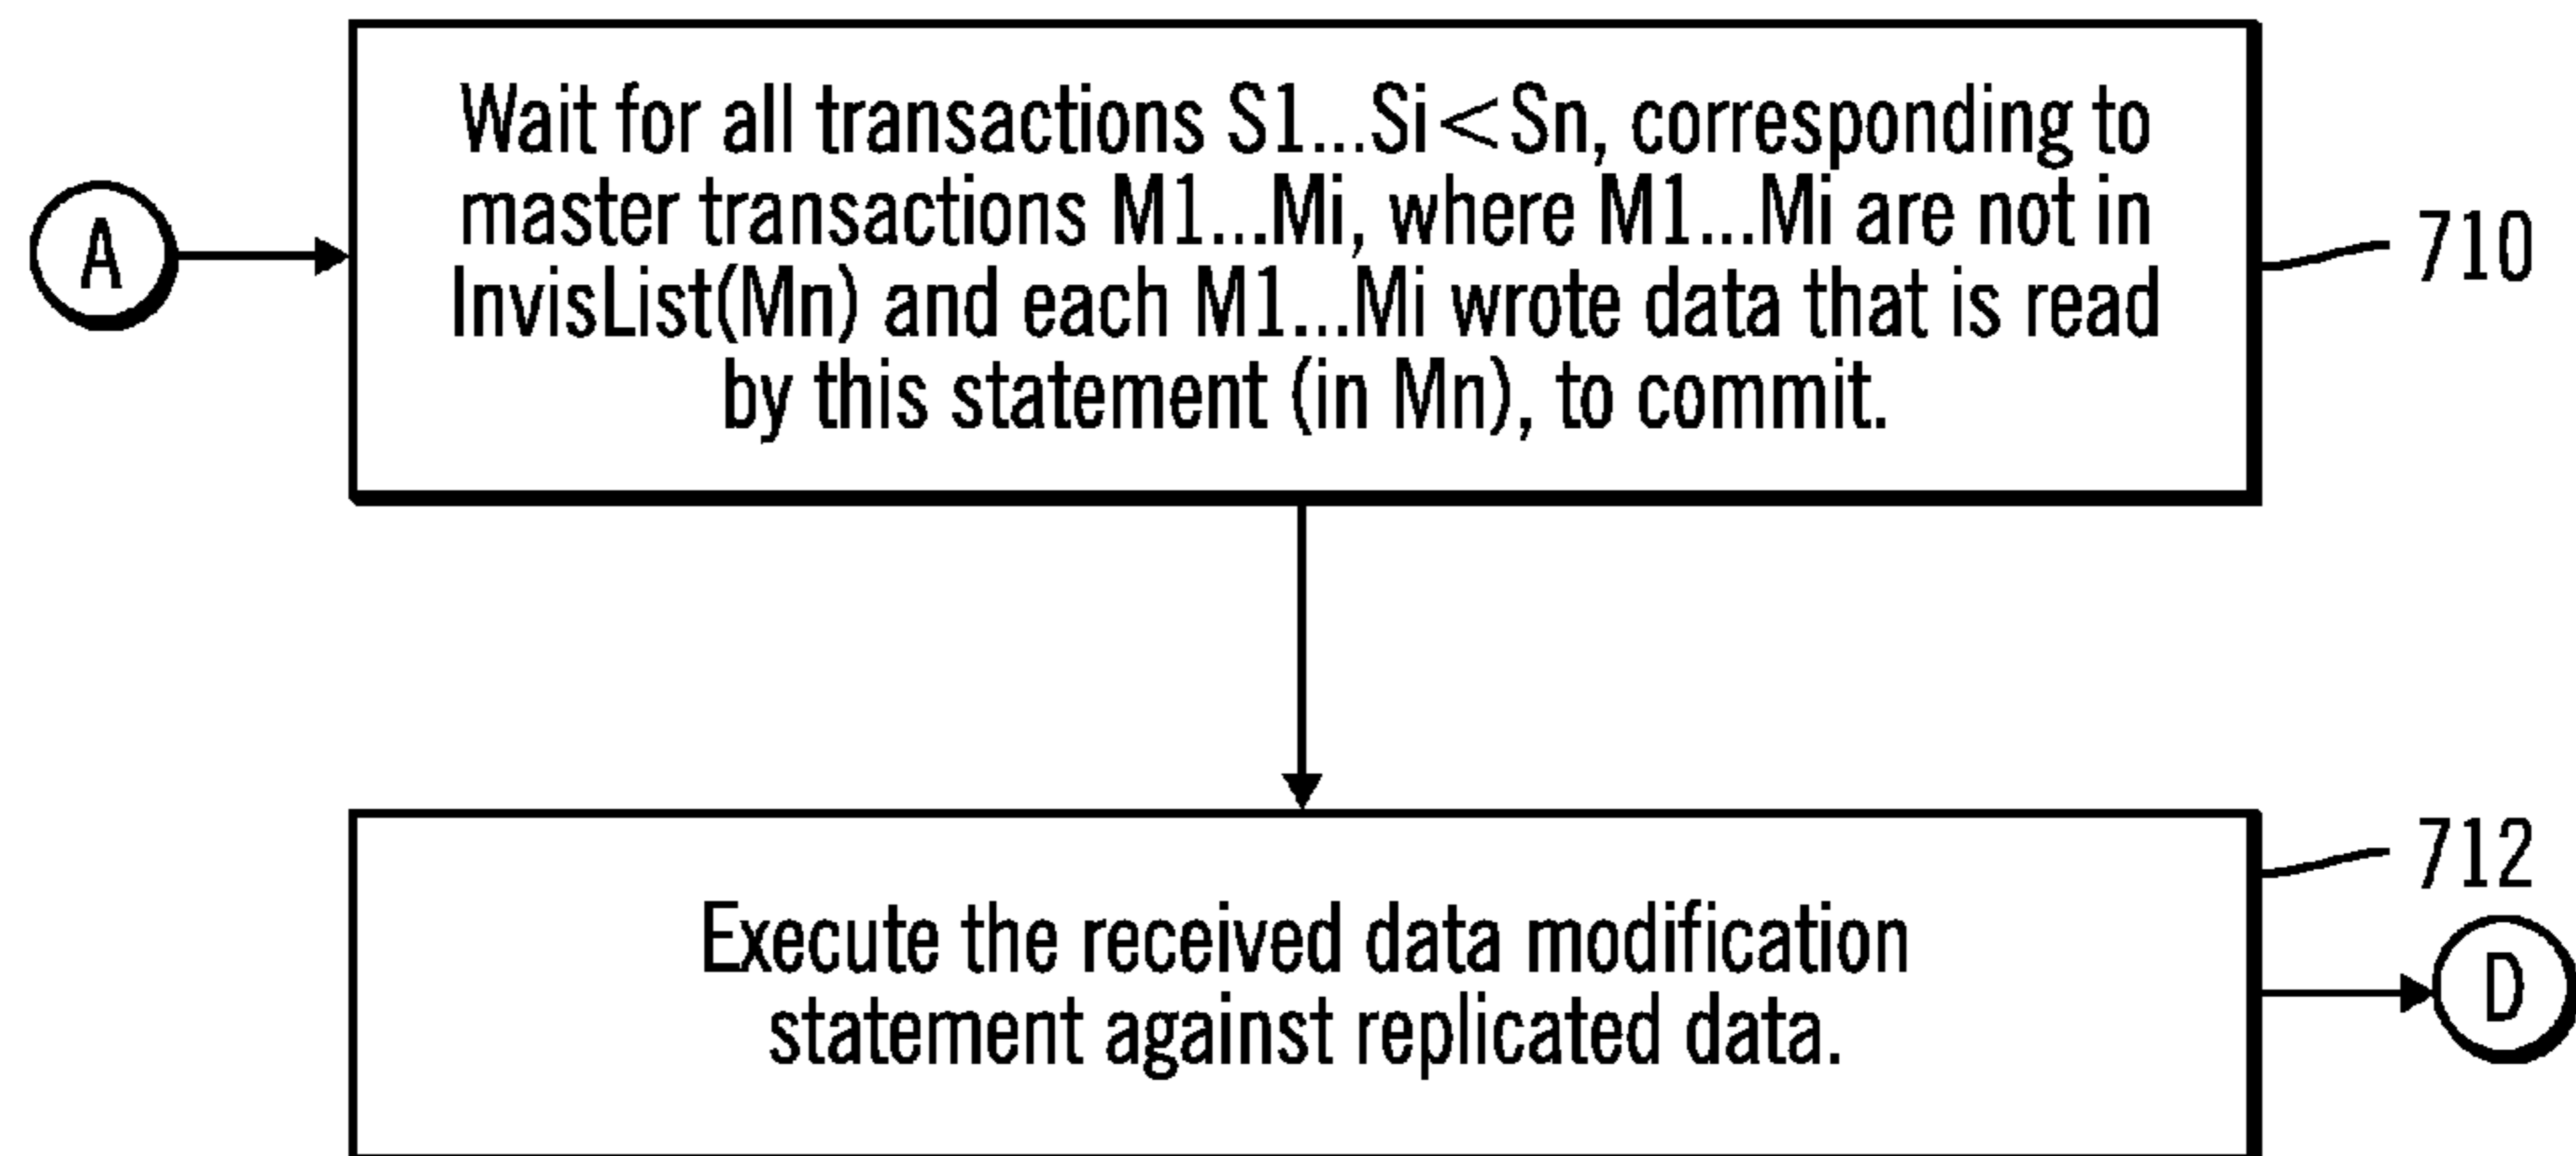 Wait for all transactions S1...Si<Sn, corresponding to
master transactions M1...Mi, where M1...Mi are not in
InvisList(Mn) and each M1...Mi wrote data that is read
by this statement (in Mn), to commit.
A
710
712
Execute the received data modification
statement against replicated data.
D